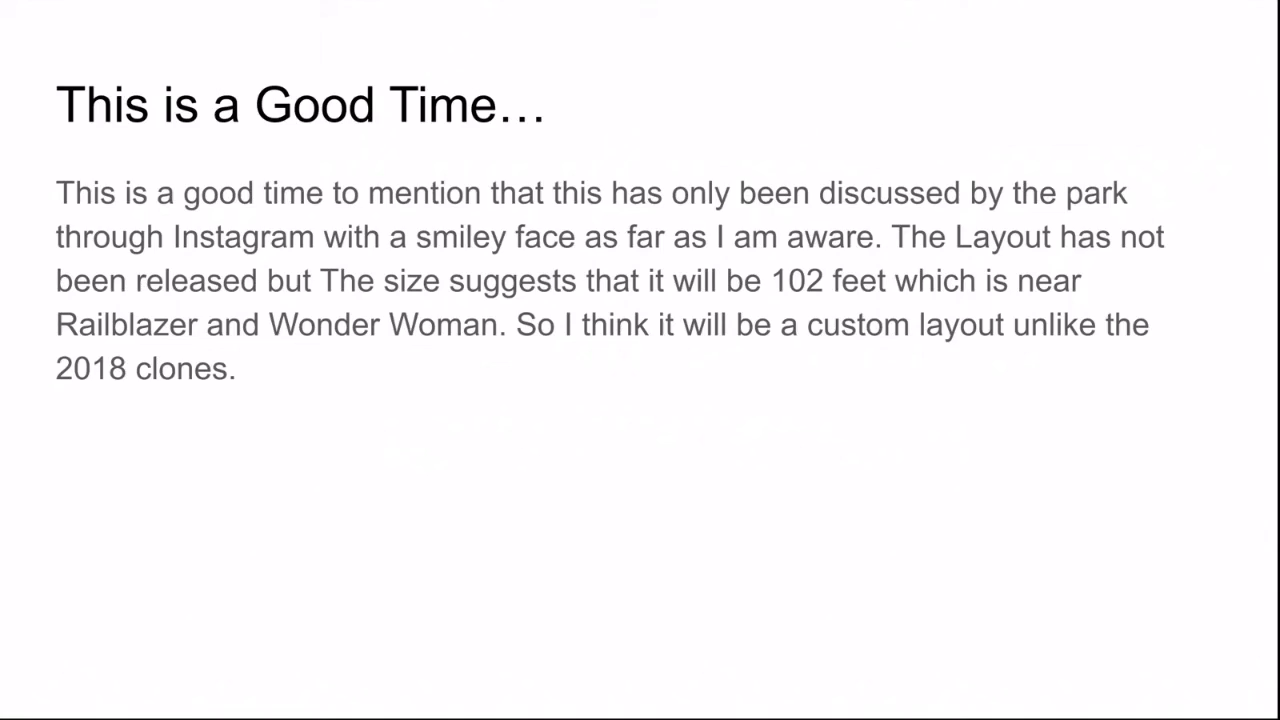 This is a Good Time…
This is a good time to mention that this has only been discussed by the park
through Instagram with a smiley face as far as I am aware. The Layout has not
been released but The size suggests that it will be 102 feet which is near
Railblazer and Wonder Woman. So I think it will be a custom layout unlike the
2018 clones.